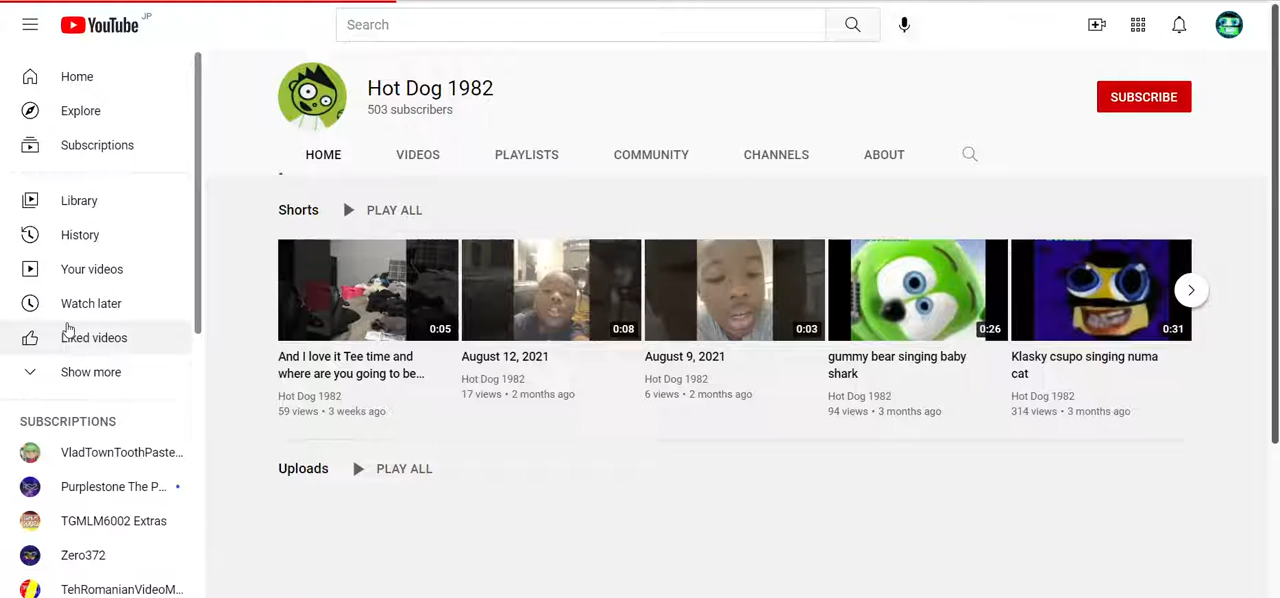 YouTube JP
Search
Home
Explore
Subscriptions
Library
History
Your videos
Watch later
Liked videos
Show more
SUBSCRIPTIONS
VladTownToothPaste...
Purplestone The P...
TGMLM6002 Extras
Zero372
TehRomanianVideoM...
Hot Dog 1982
503 subscribers
SUBSCRIBE
HOME VIDEOS PLAYLISTS COMMUNITY CHANNELS ABOUT
Shorts PLAY ALL
0:05
And I love it Tee time and
where are you going to be...
Hot Dog 1982
59 views • 3 weeks ago
0:08
August 12, 2021
Hot Dog 1982
17 views • 2 months ago
0:03
August 9, 2021
Hot Dog 1982
6 views • 2 months ago
0:26
gummy bear singing baby
shark
Hot Dog 1982
94 views • 3 months ago
0:31
Klasky csupo singing numa
cat
Hot Dog 1982
314 views • 3 months ago
Uploads PLAY ALL